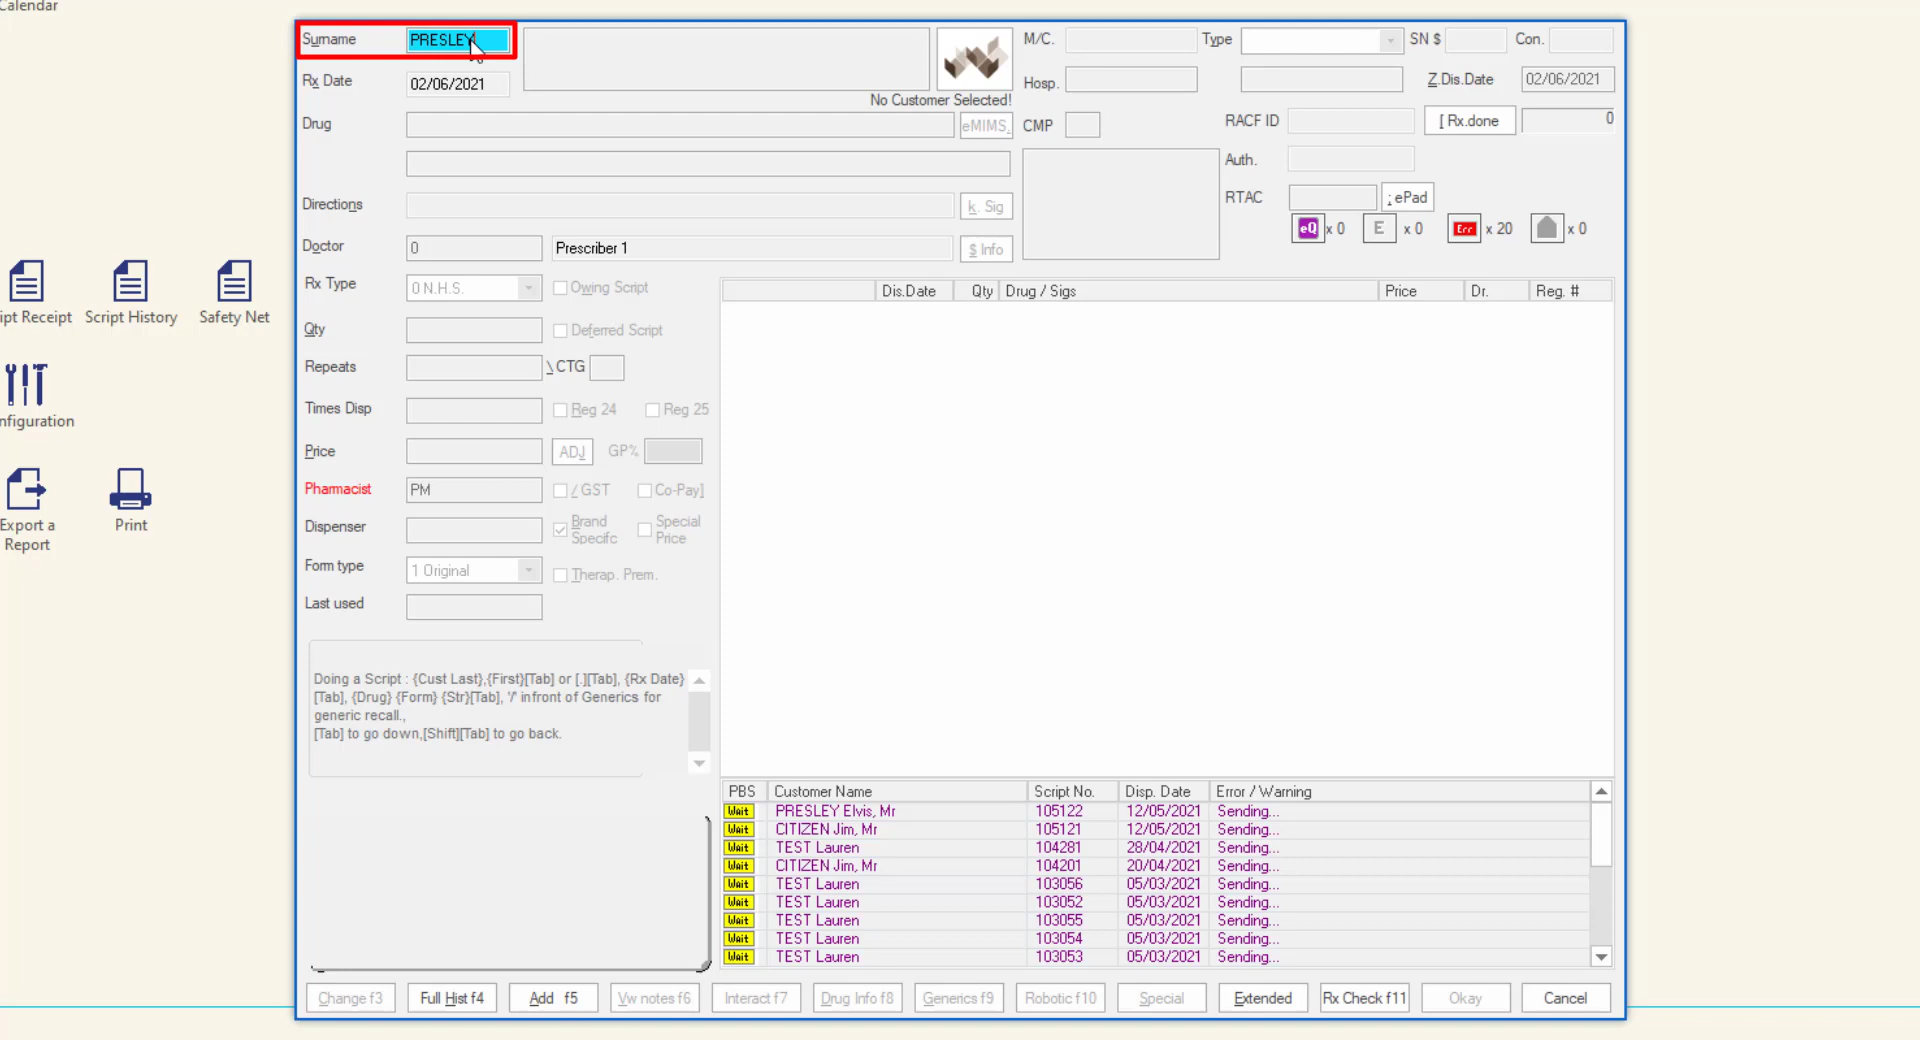 Calendar
Surname PRESLEY
M/C. Type SN $ Con.
Rx Date 02/06/2021
Hosp. Z.Dis.Date 02/06/2021
No Customer Selected!
Drug eMIMS. CMP RACF ID [ Rx.done 0
Auth.
Directions k. Sig RTAC ; ePad
eQ x 0 E x 0 Err x 20 x 0
Doctor 0 Prescriber 1 $ Info
Rx Type 0 N.H.S. Owing Script
Dis.Date Qty Drug / Sigs Price Dr. Reg. #
ipt Receipt Script History Safety Net
Qty Deferred Script
Repeats \ CTG
Times Disp Reg 24 Reg 25
nfiguration
Price ADJ GP%
Pharmacist PM / GST Co-Pay]
Dispenser Brand Specifc Special Price
Export a Report Print
Form type 1 Original Therap. Prem.
Last used
Doing a Script : {Cust Last},{First}[Tab] or [.][Tab], {Rx Date}
[Tab], {Drug} {Form} {Str}[Tab], '/' infront of Generics for
generic recall.,
[Tab] to go down,[Shift][Tab] to go back.
PBS Customer Name Script No. Disp. Date Error / Warning
Wait PRESLEY Elvis, Mr 105122 12/05/2021 Sending...
Wait CITIZEN Jim, Mr 105121 12/05/2021 Sending...
Wait TEST Lauren 104281 28/04/2021 Sending...
Wait CITIZEN Jim, Mr 104201 20/04/2021 Sending...
Wait TEST Lauren 103056 05/03/2021 Sending...
Wait TEST Lauren 103052 05/03/2021 Sending...
Wait TEST Lauren 103055 05/03/2021 Sending...
Wait TEST Lauren 103054 05/03/2021 Sending...
Wait TEST Lauren 103053 05/03/2021 Sending...
Change f3 Full Hist f4 Add f5 Vw notes f6 Interact f7 Drug Info f8 Generics f9 Robotic f10 Special Extended Rx Check f11 Okay Cancel